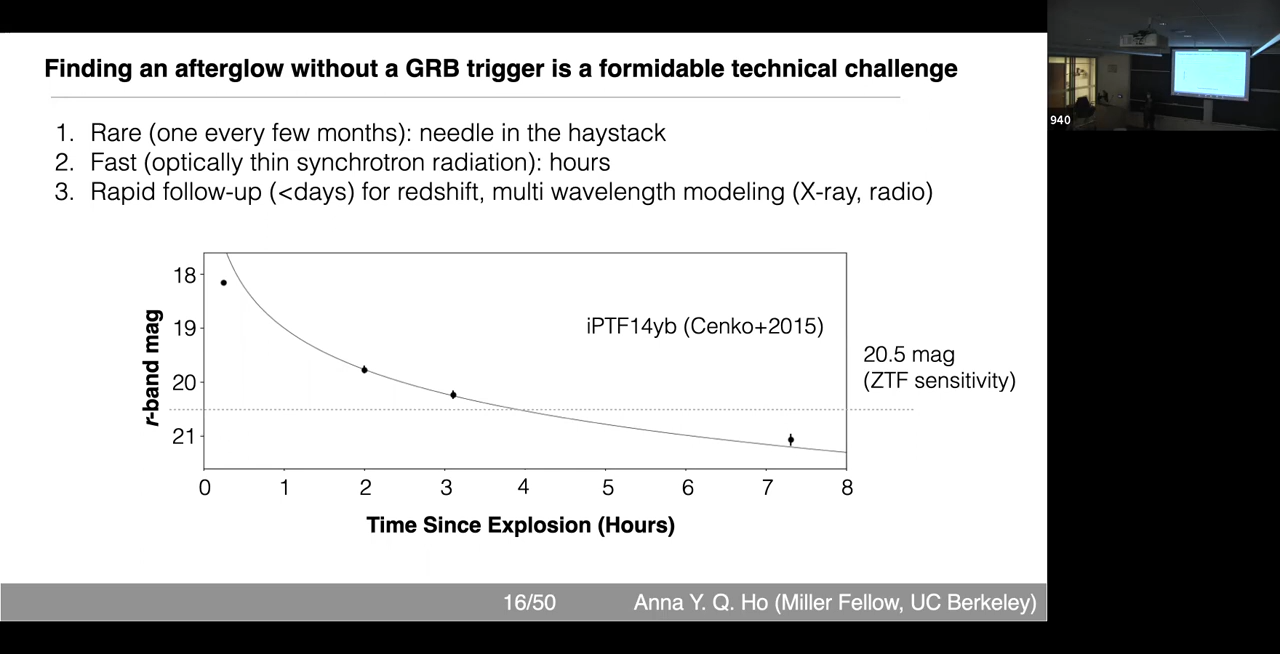 Finding an afterglow without a GRB trigger is a formidable technical challenge
940
1. Rare (one every few months): needle in the haystack
2. Fast (optically thin synchrotron radiation): hours
3. Rapid follow-up (<days) for redshift, multi wavelength modeling (X-ray, radio)
18
19
20
21
r-band mag
iPTF14yb (Cenko+2015)
20.5 mag
(ZTF sensitivity)
0 1 2 3 4 5 6 7 8
Time Since Explosion (Hours)
16/50 Anna Y. Q. Ho (Miller Fellow, UC Berkeley)